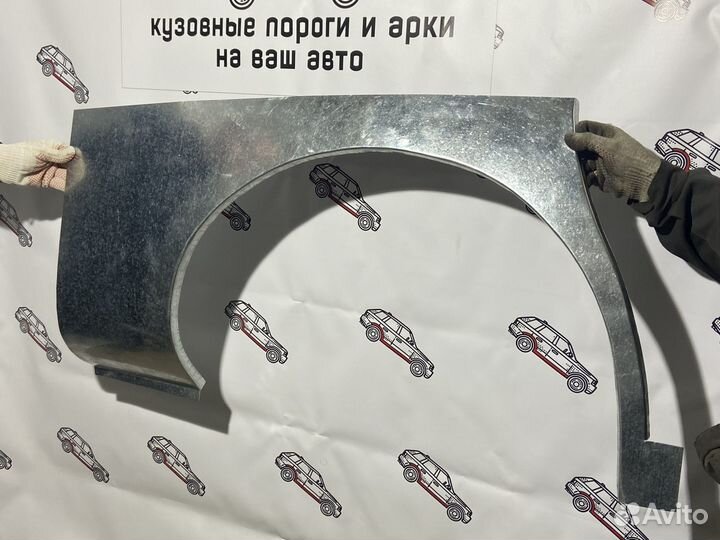 кузовные пороги и арки
на ваш авто
Avito